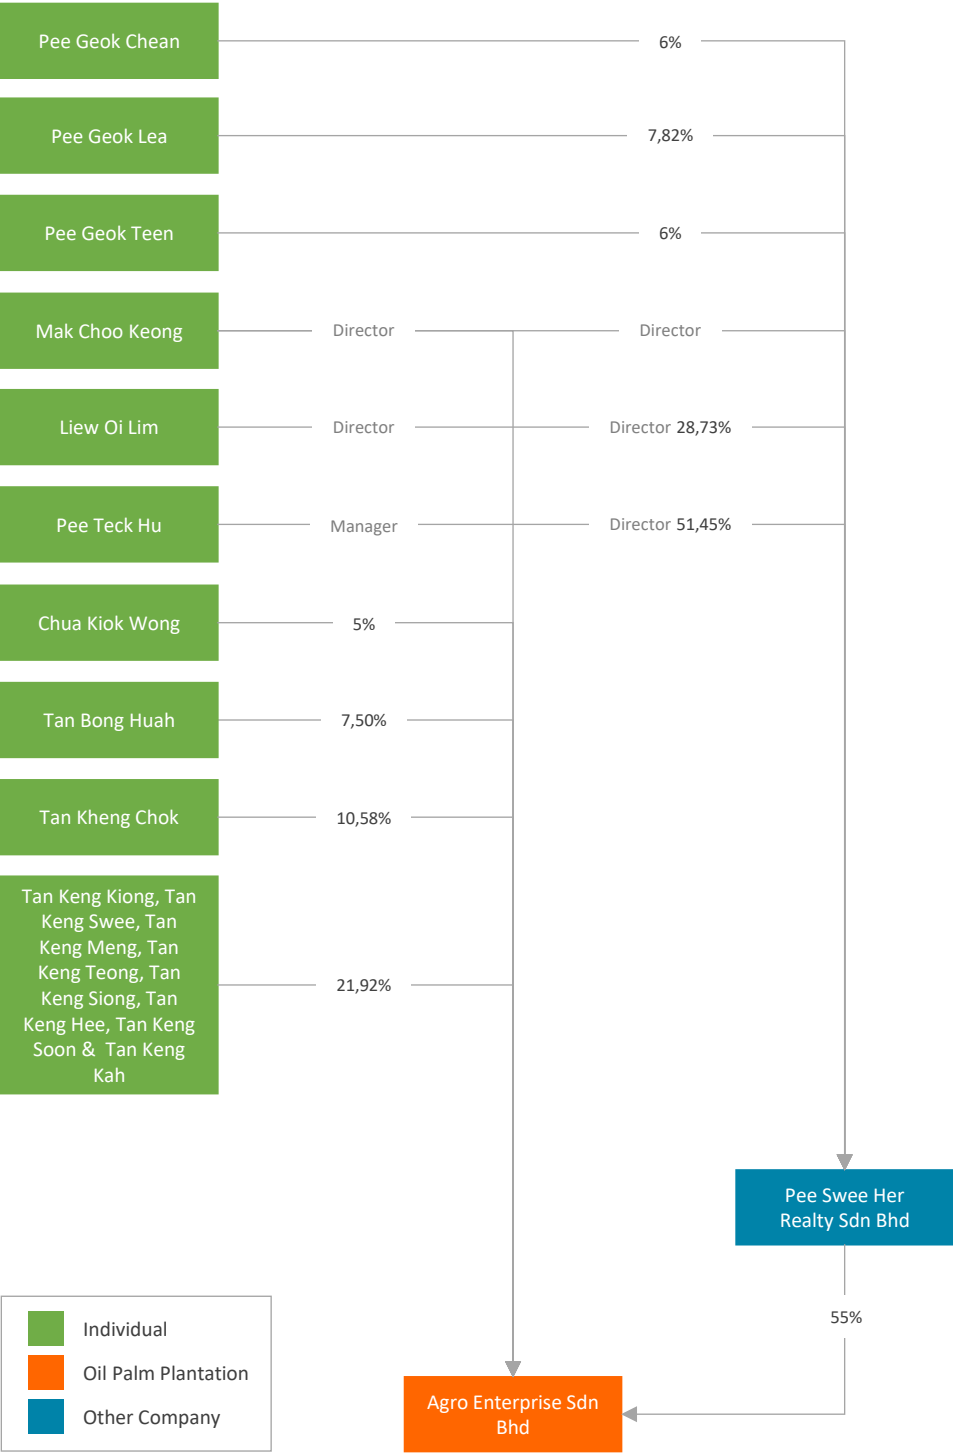 Pee Geok Chean
6%
Pee Geok Lea
7,82%
Pee Geok Teen
6%
Mak Choo Keong
Director
Director
Liew Oi Lim
Director
Director 28,73%
Pee Teck Hu
Manager
Director 51,45%
Chua Kiok Wong
5%
Tan Bong Huah
7,50%
Tan Kheng Chok
10,58%
Tan Keng Kiong, Tan
Keng Swee, Tan
Keng Meng, Tan
Keng Teong, Tan
Keng Siong, Tan
Keng Hee, Tan Keng
Soon & Tan Keng
Kah
21,92%
Pee Swee Her
Realty Sdn Bhd
55%
Individual
Oil Palm Plantation
Other Company
Agro Enterprise Sdn
Bhd